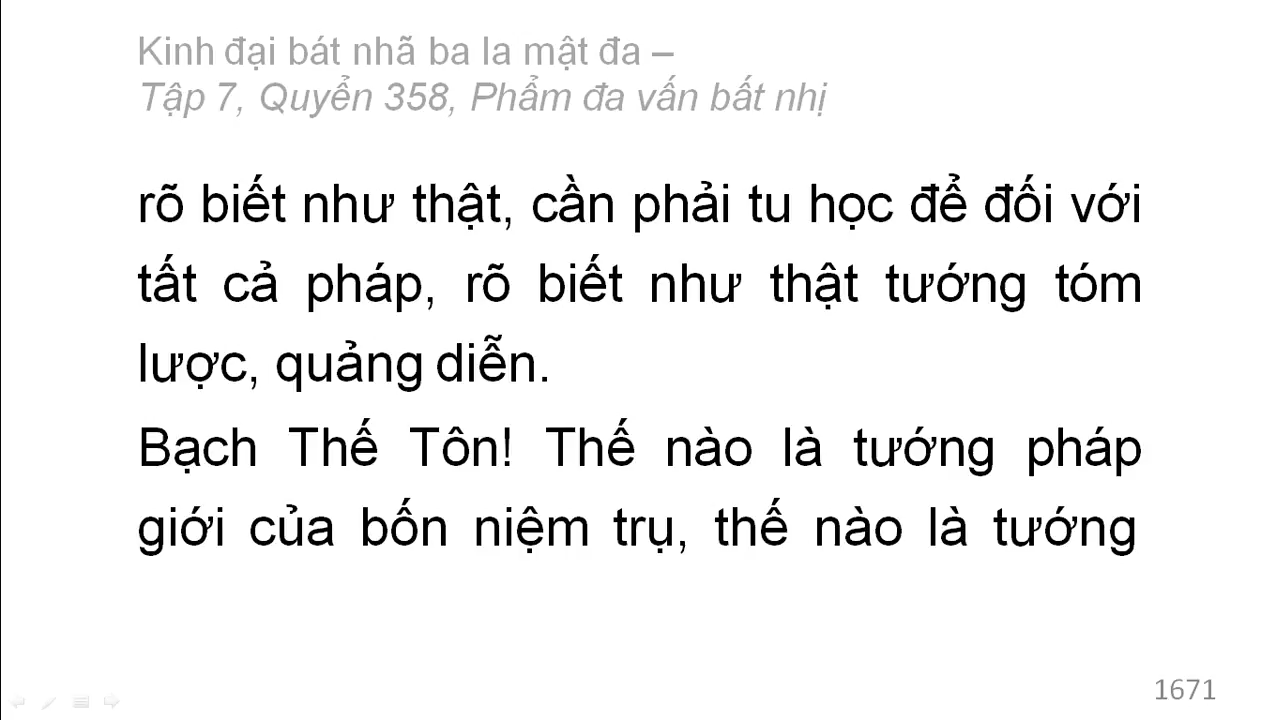 Kinh đại bát nhã ba la mật đa –
Tập 7, Quyển 358, Phẩm đa vấn bất nhị
rõ biết như thật, cần phải tu học để đối với
tất cả pháp, rõ biết như thật tướng tóm
lược, quảng diễn.
Bạch Thế Tôn! Thế nào là tướng pháp
giới của bốn niệm trụ, thế nào là tướng
1671